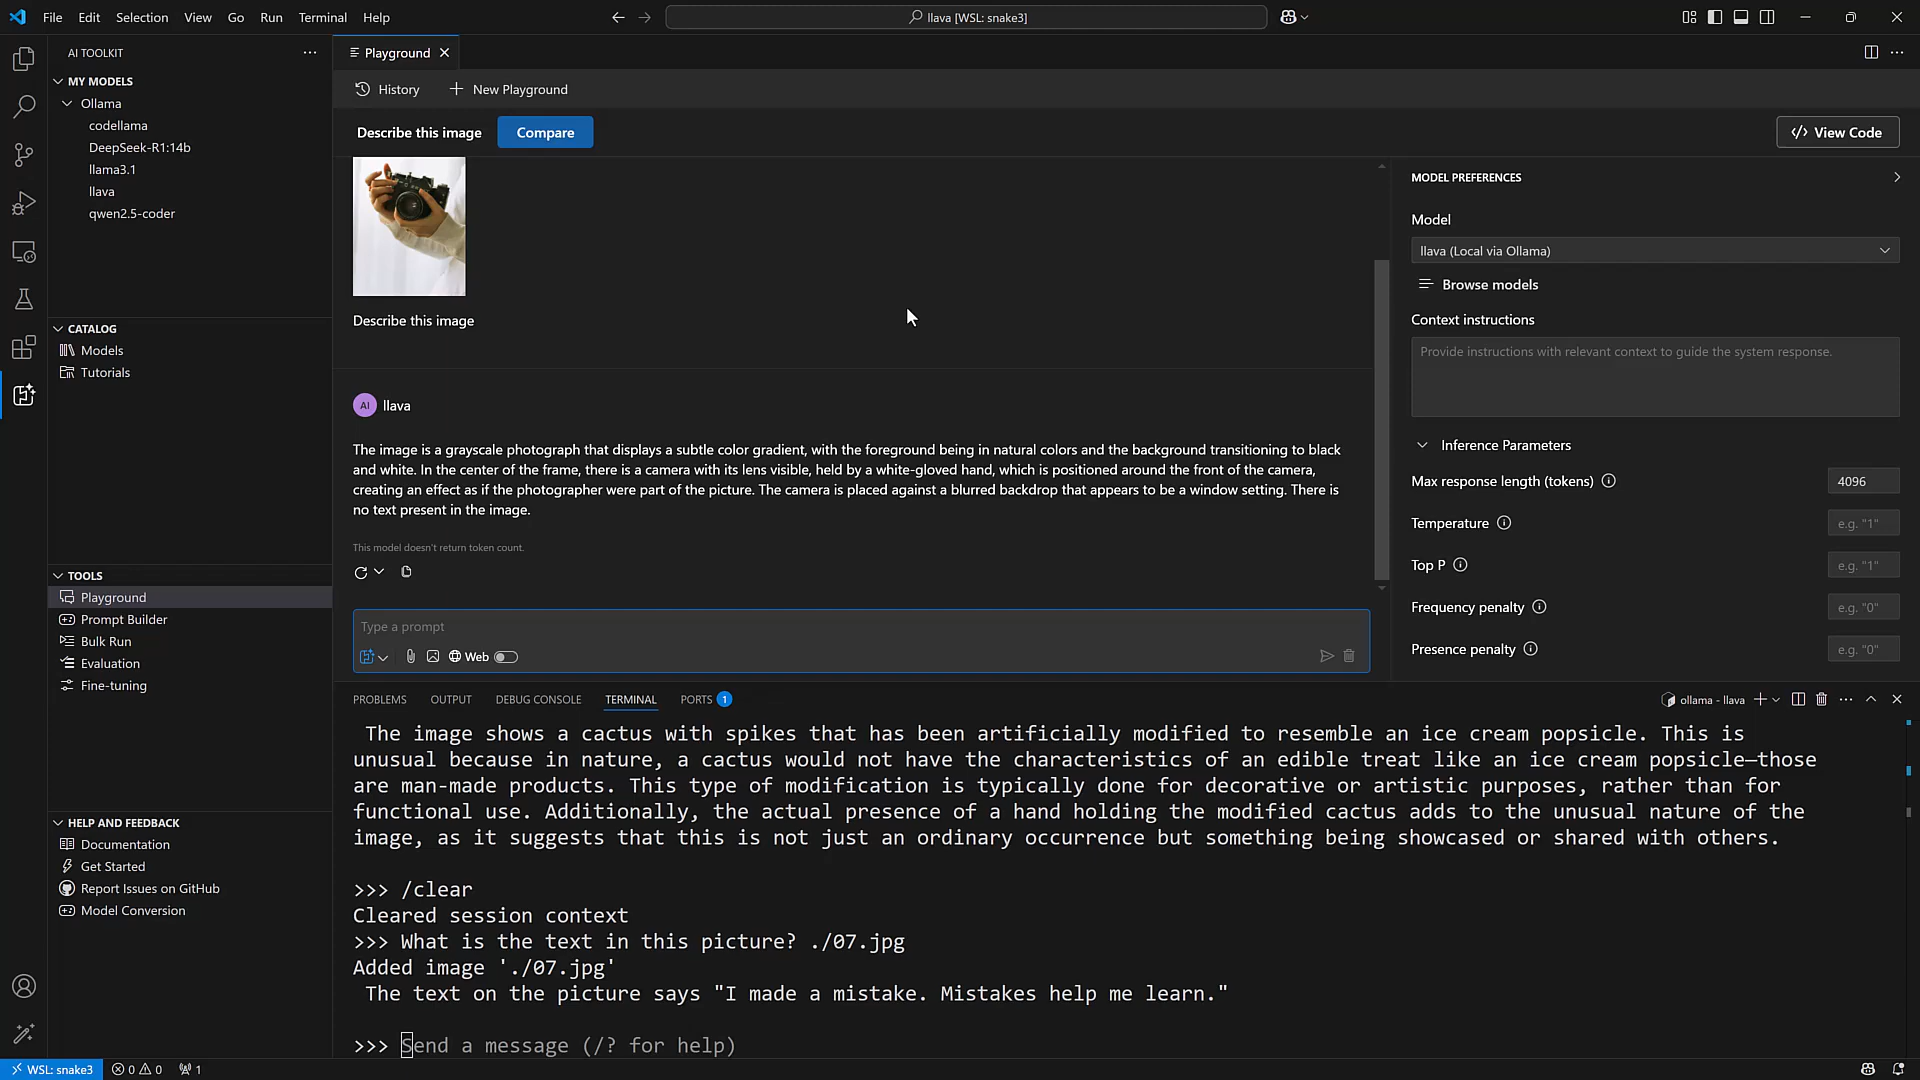 File Edit Selection View Go Run Terminal Help
llava [WSL: snake3]
AI TOOLKIT
MY MODELS
Ollama
codellama
DeepSeek-R1:14b
llama3.1
llava
qwen2.5-coder
CATALOG
Models
Tutorials
TOOLS
Playground
Prompt Builder
Bulk Run
Evaluation
Fine-tuning
HELP AND FEEDBACK
Documentation
Get Started
Report Issues on GitHub
Model Conversion
Playground
History New Playground
Describe this image Compare
View Code
Describe this image
AI llava
The image is a grayscale photograph that displays a subtle color gradient, with the foreground being in natural colors and the background transitioning to black
and white. In the center of the frame, there is a camera with its lens visible, held by a white-gloved hand, which is positioned around the front of the camera,
creating an effect as if the photographer were part of the picture. The camera is placed against a blurred backdrop that appears to be a window setting. There is
no text present in the image.
This model doesn't return token count.
Type a prompt
Web
MODEL PREFERENCES
Model
llava (Local via Ollama)
Browse models
Context instructions
Provide instructions with relevant context to guide the system response.
Inference Parameters
Max response length (tokens) 4096
Temperature e.g. "1"
Top P e.g. "1"
Frequency penalty e.g. "0"
Presence penalty e.g. "0"
PROBLEMS OUTPUT DEBUG CONSOLE TERMINAL PORTS 1
ollama - llava
The image shows a cactus with spikes that has been artificially modified to resemble an ice cream popsicle. This is
unusual because in nature, a cactus would not have the characteristics of an edible treat like an ice cream popsicle—those
are man-made products. This type of modification is typically done for decorative or artistic purposes, rather than for
functional use. Additionally, the actual presence of a hand holding the modified cactus adds to the unusual nature of the
image, as it suggests that this is not just an ordinary occurrence but something being showcased or shared with others.
>>> /clear
Cleared session context
>>> What is the text in this picture? ./07.jpg
Added image './07.jpg'
The text on the picture says "I made a mistake. Mistakes help me learn."
>>> Send a message (/? for help)
WSL: snake3 0 0 1